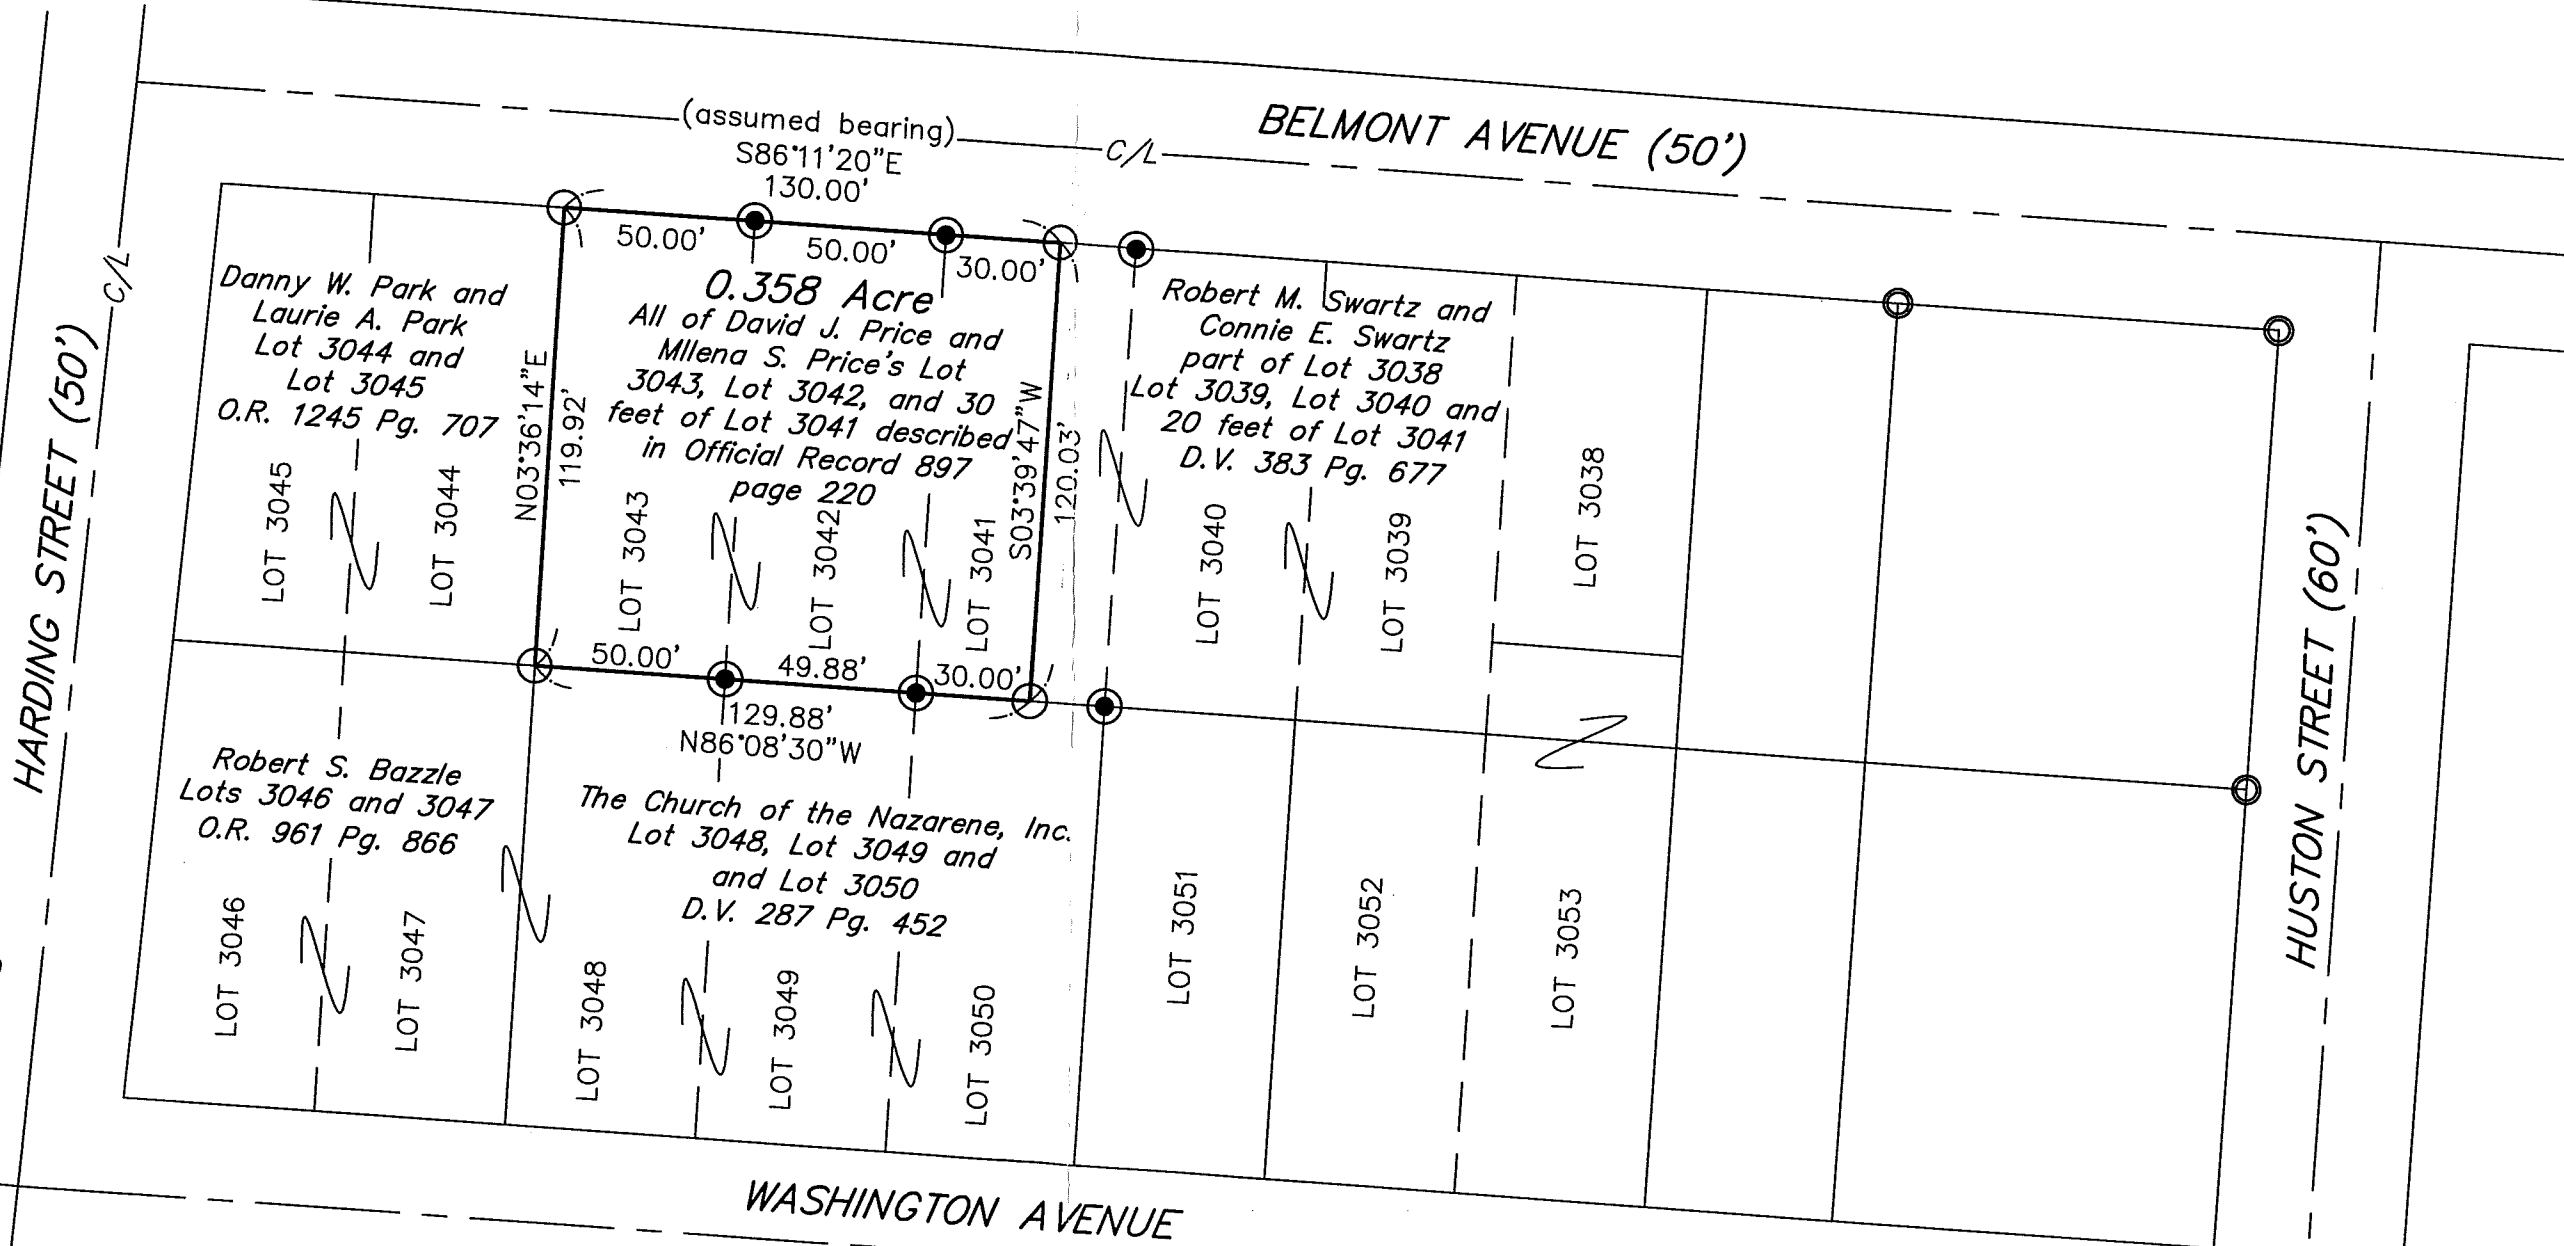 BELMONT AVENUE (50')
(assumed bearing)
S86°11'20"E
130.00'
C/L
C/L
HARDING STREET (50')
50.00'
50.00'
30.00'
Danny W. Park and
Laurie A. Park
Lot 3044 and
Lot 3045
O.R. 1245 Pg. 707
LOT 3045
LOT 3044
N03°36'14"E
119.92'
0.358 Acre
All of David J. Price and
MIlena S. Price's Lot
3043, Lot 3042, and 30
feet of Lot 3041 described
in Official Record 897
page 220
LOT 3043
LOT 3042
LOT 3041
S03°39'47"W
120.03'
Robert M. Swartz and
Connie E. Swartz
part of Lot 3038
Lot 3039, Lot 3040 and
20 feet of Lot 3041
D.V. 383 Pg. 677
LOT 3040
LOT 3039
LOT 3038
HUSTON STREET (60')
50.00'
49.88'
30.00'
129.88'
N86°08'30"W
Robert S. Bazzle
Lots 3046 and 3047
O.R. 961 Pg. 866
LOT 3046
LOT 3047
The Church of the Nazarene, Inc.
Lot 3048, Lot 3049 and
and Lot 3050
D.V. 287 Pg. 452
LOT 3048
LOT 3049
LOT 3050
LOT 3051
LOT 3052
LOT 3053
WASHINGTON AVENUE